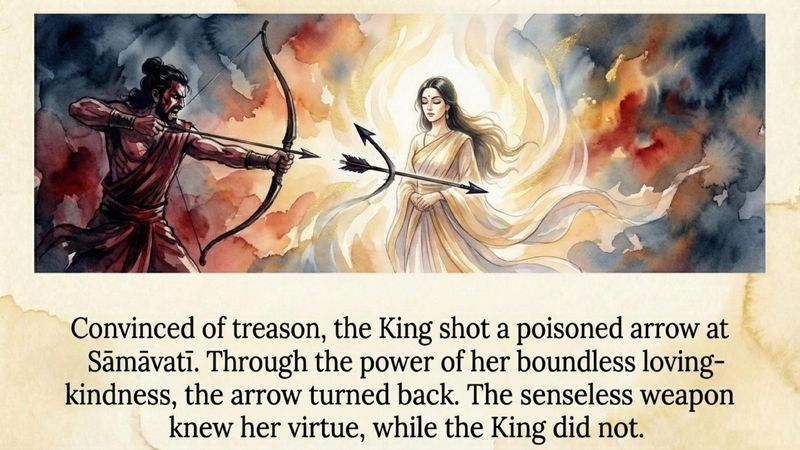 Convinced of treason, the King shot a poisoned arrow at
Sāmāvatī. Through the power of her boundless loving-
kindness, the arrow turned back. The senseless weapon
knew her virtue, while the King did not.